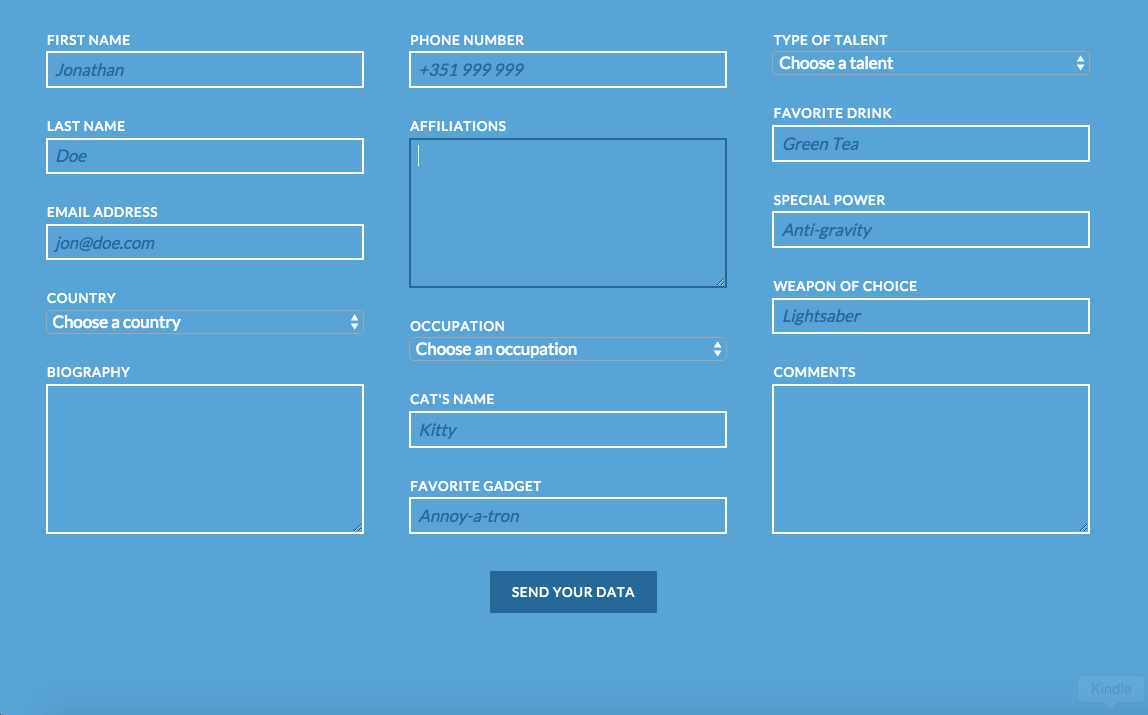 FIRST NAME
Jonathan
LAST NAME
Doe
EMAIL ADDRESS
jon@doe.com
COUNTRY
Choose a country
BIOGRAPHY
PHONE NUMBER
+351 999 999
AFFILIATIONS
OCCUPATION
Choose an occupation
CAT'S NAME
Kitty
FAVORITE GADGET
Annoy-a-tron
TYPE OF TALENT
Choose a talent
FAVORITE DRINK
Green Tea
SPECIAL POWER
Anti-gravity
WEAPON OF CHOICE
Lightsaber
COMMENTS
SEND YOUR DATA
Kindle